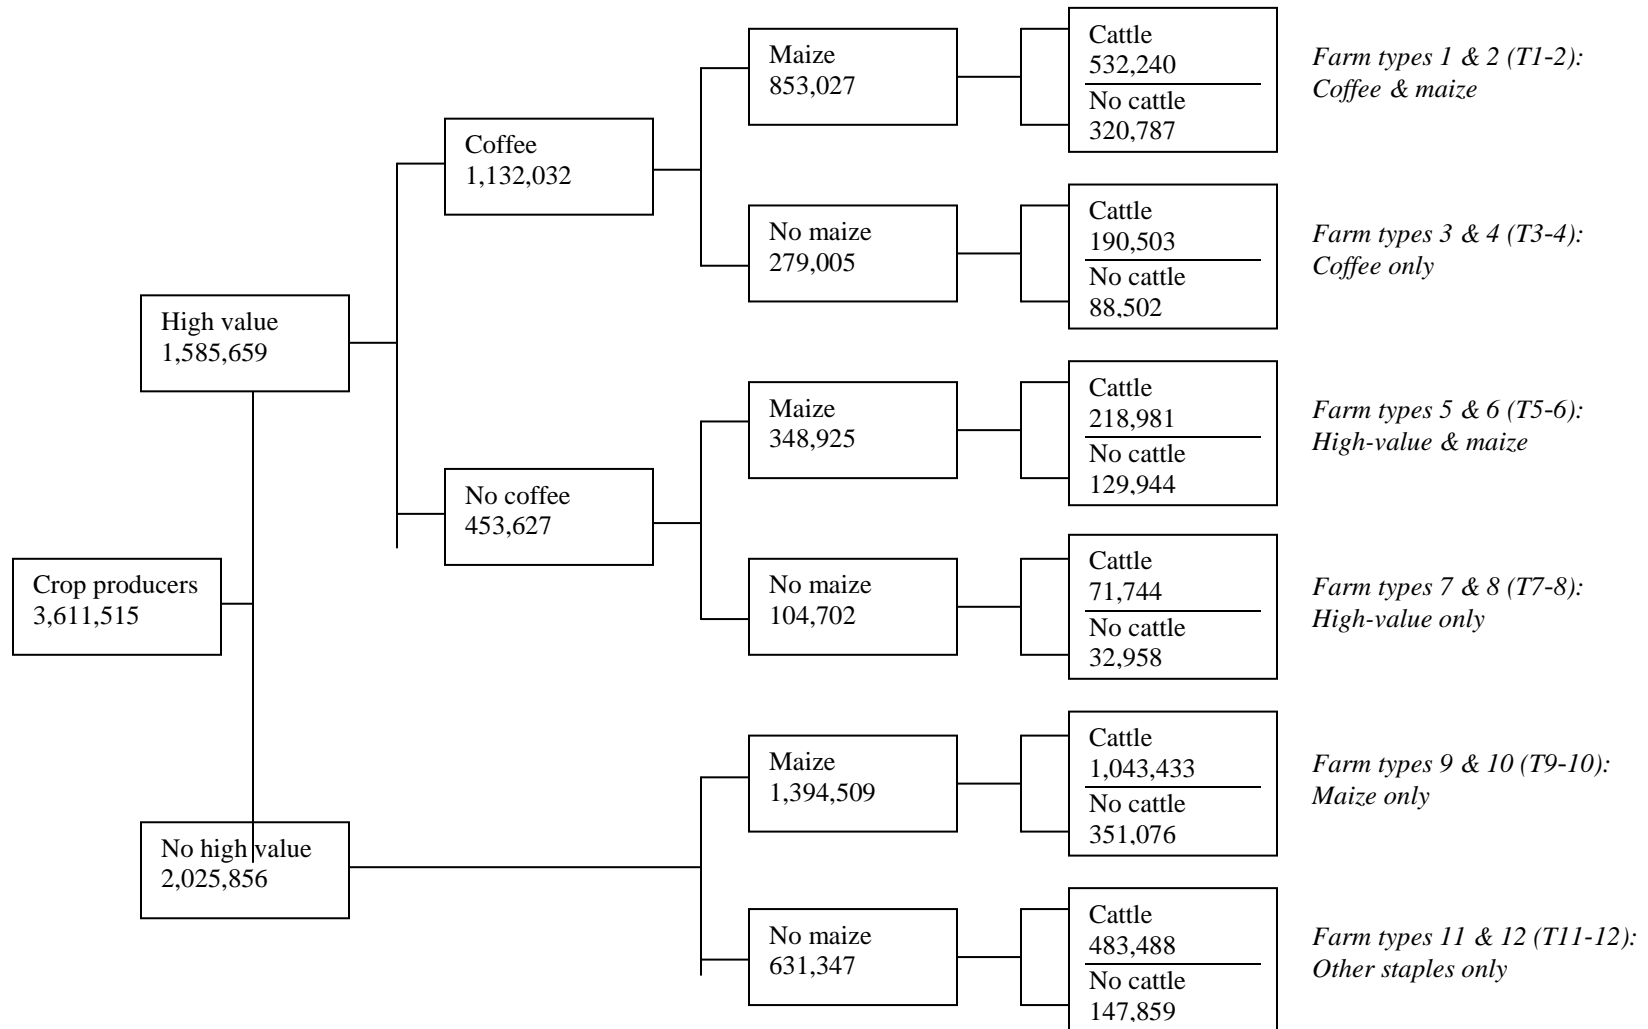 Crop producers
3,611,515
High value
1,585,659
No high value
2,025,856
Coffee
1,132,032
No coffee
453,627
Maize
853,027
No maize
279,005
Maize
348,925
No maize
104,702
Maize
1,394,509
No maize
631,347
Cattle
532,240
No cattle
320,787
Farm types 1 & 2 (T1-2):
Coffee & maize
Cattle
190,503
No cattle
88,502
Farm types 3 & 4 (T3-4):
Coffee only
Cattle
218,981
No cattle
129,944
Farm types 5 & 6 (T5-6):
High-value & maize
Cattle
71,744
No cattle
32,958
Farm types 7 & 8 (T7-8):
High-value only
Cattle
1,043,433
No cattle
351,076
Farm types 9 & 10 (T9-10):
Maize only
Cattle
483,488
No cattle
147,859
Farm types 11 & 12 (T11-12):
Other staples only